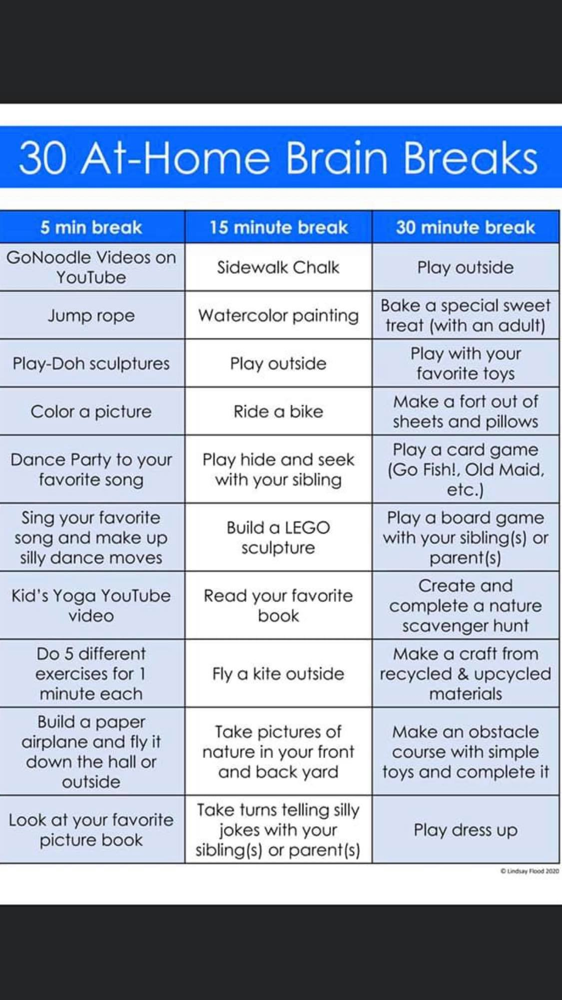 30 At-Home Brain Breaks
5 min break
15 minute break
30 minute break
GoNoodle Videos on
YouTube
Sidewalk Chalk
Play outside
Jump rope
Watercolor painting
Bake a special sweet
treat (with an adult)
Play-Doh sculptures
Play outside
Play with your
favorite toys
Color a picture
Ride a bike
Make a fort out of
sheets and pillows
Dance Party to your
favorite song
Play hide and seek
with your sibling
Play a card game
(Go Fish!, Old Maid,
etc.)
Sing your favorite
song and make up
silly dance moves
Build a LEGO
sculpture
Play a board game
with your sibling(s) or
parent(s)
Kid's Yoga YouTube
video
Read your favorite
book
Create and
complete a nature
scavenger hunt
Do 5 different
exercises for 1
minute each
Fly a kite outside
Make a craft from
recycled & upcycled
materials
Build a paper
airplane and fly it
down the hall or
outside
Take pictures of
nature in your front
and back yard
Make an obstacle
course with simple
toys and complete it
Look at your favorite
picture book
Take turns telling silly
jokes with your
sibling(s) or parent(s)
Play dress up
© Lindsay Flood 2020